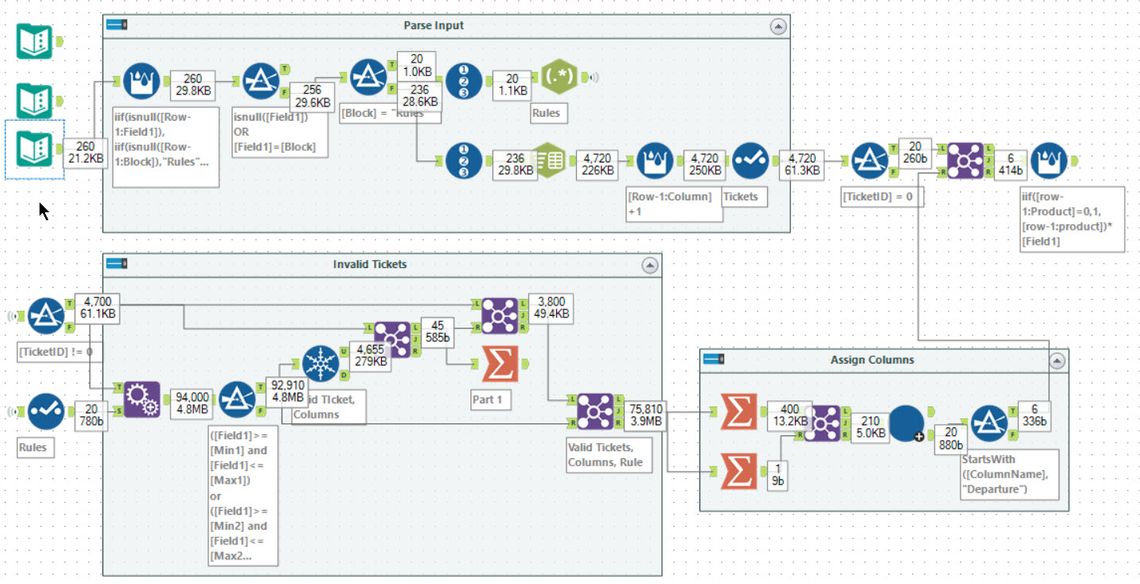 Parse Input
260
29.8KB
256
29.6KB
20
1.0KB
236
28.6KB
20
1.1KB
iif(isnull([Row-
1:Field1]),
iif(isnull([Row-
1:Block]),"Rules"...
isnull([Field1])
OR
[Field1]=[Block]
[Block] = "Rules"
Rules
260
21.2KB
236
29.8KB
4,720
226KB
4,720
250KB
4,720
61.3KB
[Row-1:Column]
+1
Tickets
20
260b
6
414b
[TicketID] = 0
iif([row-
1:Product]=0,1,
[row-1:product])*
[Field1]
Invalid Tickets
4,700
61.1KB
[TicketID] != 0
45
585b
3,800
49.4KB
4,655
279KB
Part 1
20
780b
Rules
94,000
4.8MB
92,910
4.8MB
id TIcket,
Columns
([Field1]>=
[Min1] and
[Field1]<=
[Max1])
or
([Field1]>=
[Min2] and
[Field1]<=
[Max2...
75,810
3.9MB
Valid Tickets,
Columns, Rule
Assign Columns
400
13.2KB
1
9b
210
5.0KB
20
880b
6
336b
StartsWith
([ColumnName],
"Departure")